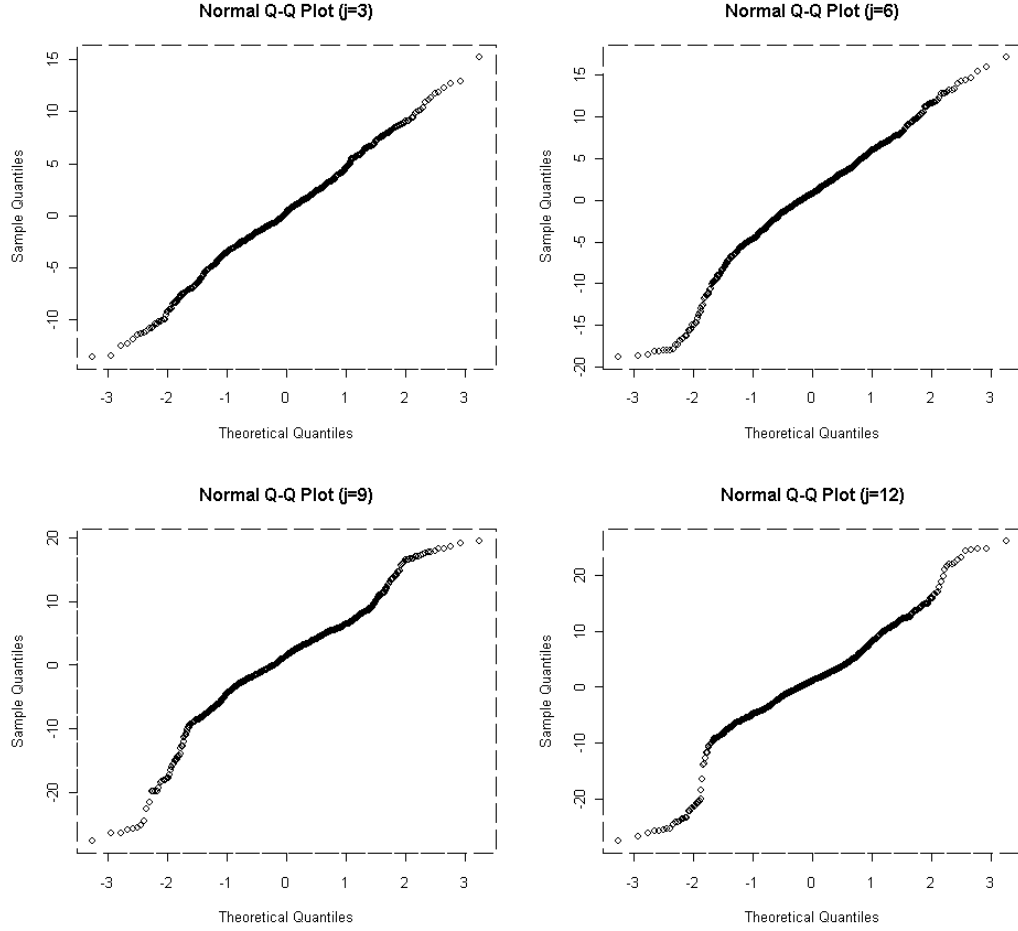 Normal Q-Q Plot (j=3)
Sample Quantiles
15
10
5
0
-5
-10
-3 -2 -1 0 1 2 3
Theoretical Quantiles
Normal Q-Q Plot (j=6)
Sample Quantiles
15
10
5
0
-5
-10
-15
-20
-3 -2 -1 0 1 2 3
Theoretical Quantiles
Normal Q-Q Plot (j=9)
Sample Quantiles
20
10
0
-10
-20
-3 -2 -1 0 1 2 3
Theoretical Quantiles
Normal Q-Q Plot (j=12)
Sample Quantiles
20
10
0
-10
-20
-3 -2 -1 0 1 2 3
Theoretical Quantiles